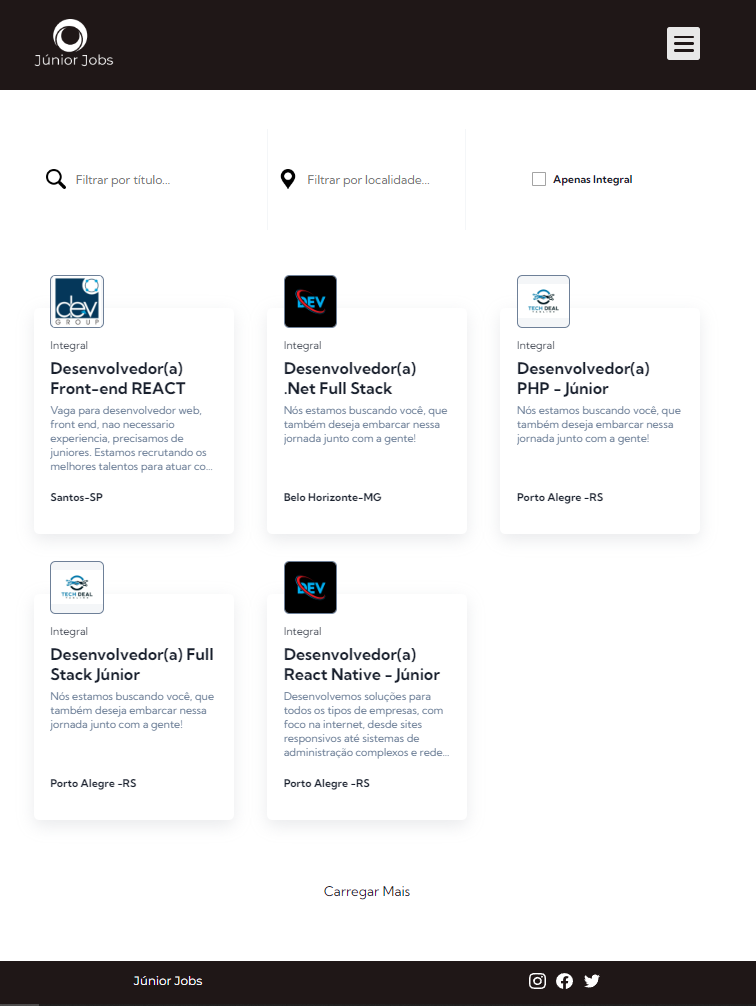 Júnior Jobs
Filtrar por título...
Filtrar por localidade...
Apenas Integral
dev
GROUP
Integral
Desenvolvedor(a)
Front-end REACT
Vaga para desenvolvedor web,
front end, nao necessario
experiencia, precisamos de
juniores. Estamos recrutando os
melhores talentos para atuar co...
Santos-SP
DEV
Integral
Desenvolvedor(a)
.Net Full Stack
Nós estamos buscando você, que
também deseja embarcar nessa
jornada junto com a gente!
Belo Horizonte-MG
TECH DEAL
Integral
Desenvolvedor(a)
PHP - Júnior
Nós estamos buscando você, que
também deseja embarcar nessa
jornada junto com a gente!
Porto Alegre -RS
TECH DEAL
Integral
Desenvolvedor(a) Full
Stack Júnior
Nós estamos buscando você, que
também deseja embarcar nessa
jornada junto com a gente!
Porto Alegre -RS
DEV
Integral
Desenvolvedor(a)
React Native - Júnior
Desenvolvemos soluções para
todos os tipos de empresas, com
foco na internet, desde sites
responsivos até sistemas de
administração complexos e rede...
Porto Alegre -RS
Carregar Mais
Júnior Jobs